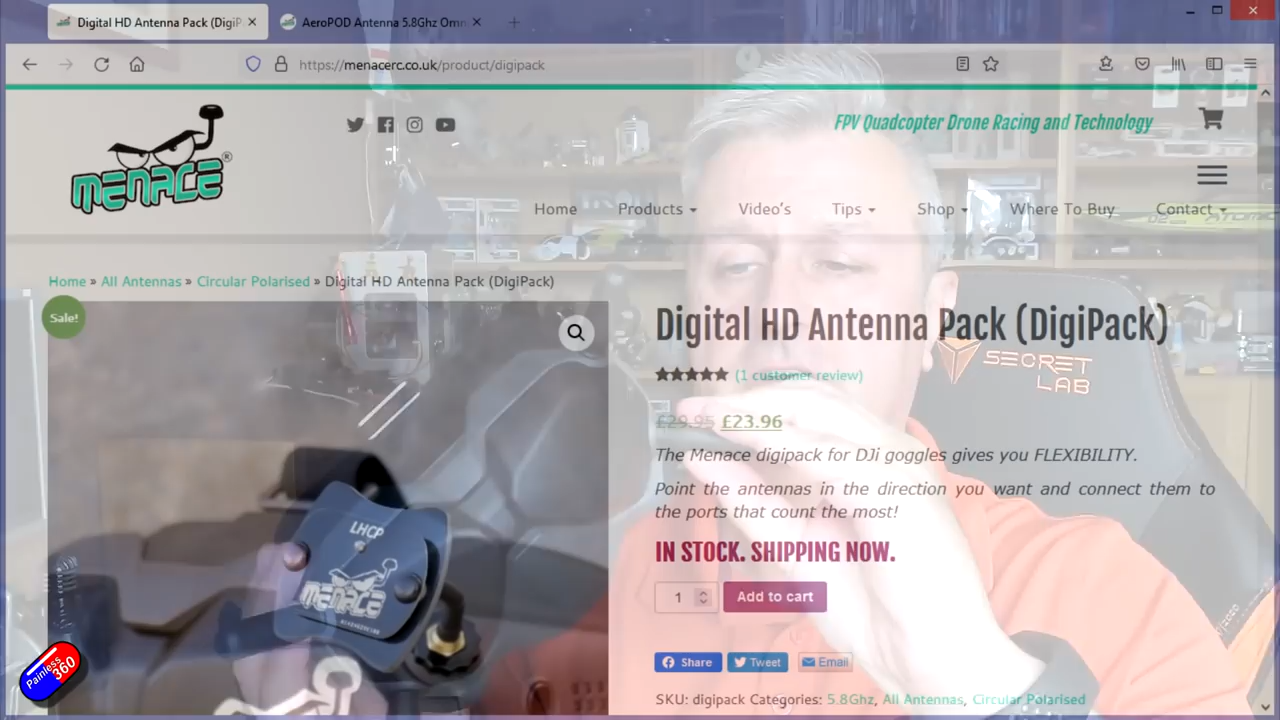 Digital HD Antenna Pack (DigiP
AeroPOD Antenna 5.8Ghz Omn
https://menacerc.co.uk/product/digipack
MENACE®
FPV Quadcopter Drone Racing and Technology
Home Products Video's Tips Shop Where To Buy Contact
Home » All Antennas » Circular Polarised » Digital HD Antenna Pack (DigiPack)
Sale!
Digital HD Antenna Pack (DigiPack)
SECRET
LAB
(1 customer review)
£29.95 £23.96
The Menace digipack for DJi goggles gives you FLEXIBILITY.
Point the antennas in the direction you want and connect them to
the ports that count the most!
IN STOCK. SHIPPING NOW.
1 Add to cart
LHCP
MENACE
Share Tweet Email
SKU: digipack Categories: 5.8Ghz, All Antennas, Circular Polarised
Painless
360